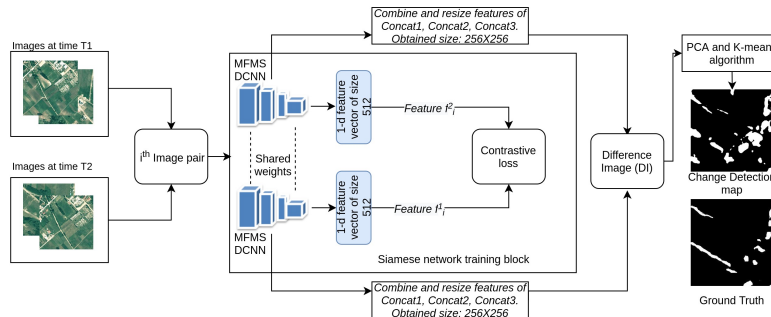 Images at time T1
Images at time T2
i^th Image pair
MFMS
DCNN
Shared
weights
MFMS
DCNN
1-d feature
vector of size
512
1-d feature
vector of size
512
Feature f²i
Feature f¹i
Contrastive
loss
Siamese network training block
Combine and resize features of
Concat1, Concat2, Concat3.
Obtained size: 256X256
Combine and resize features of
Concat1, Concat2, Concat3.
Obtained size: 256X256
Difference
Image (DI)
PCA and K-mean
algorithm
Change Detection
map
Ground Truth